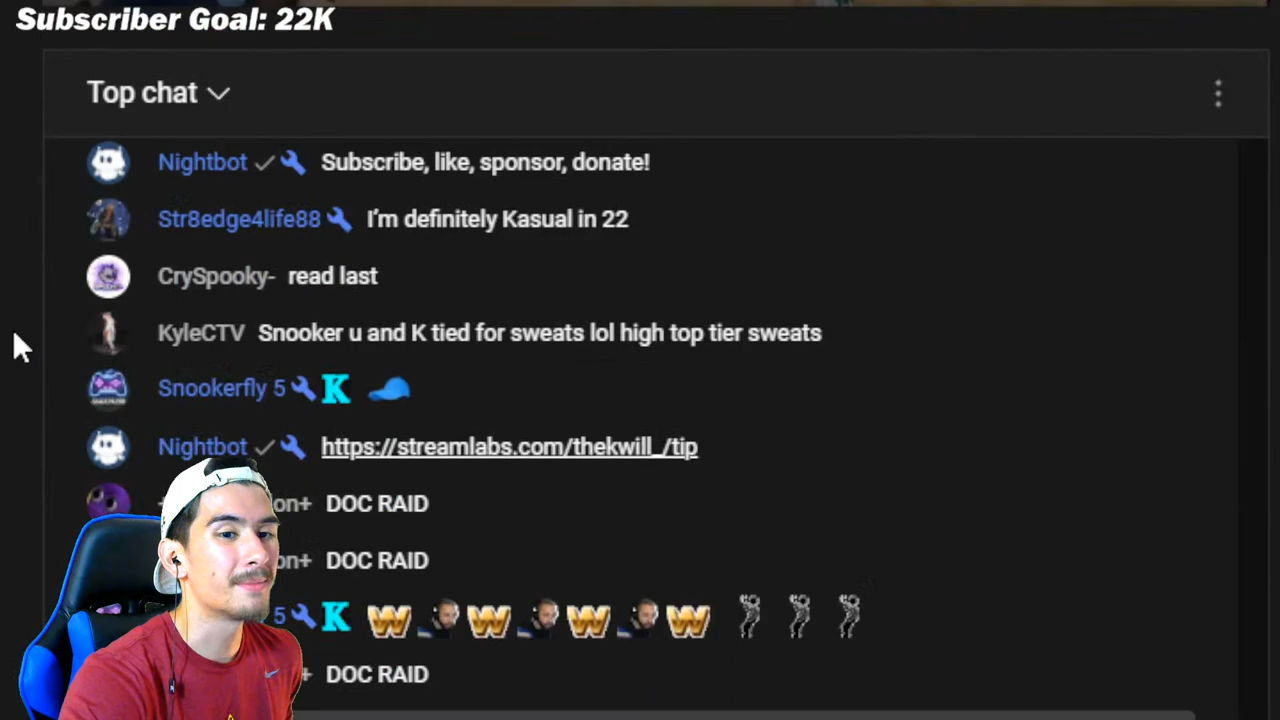 Subscriber Goal: 22K
Top chat
Nightbot Subscribe, like, sponsor, donate!
Str8edge4life88 I'm definitely Kasual in 22
CrySpooky- read last
KyleCTV Snooker u and K tied for sweats lol high top tier sweats
Snookerfly 5 K
Nightbot https://streamlabs.com/thekwill_/tip
on+ DOC RAID
on+ DOC RAID
5 K W W W W
DOC RAID